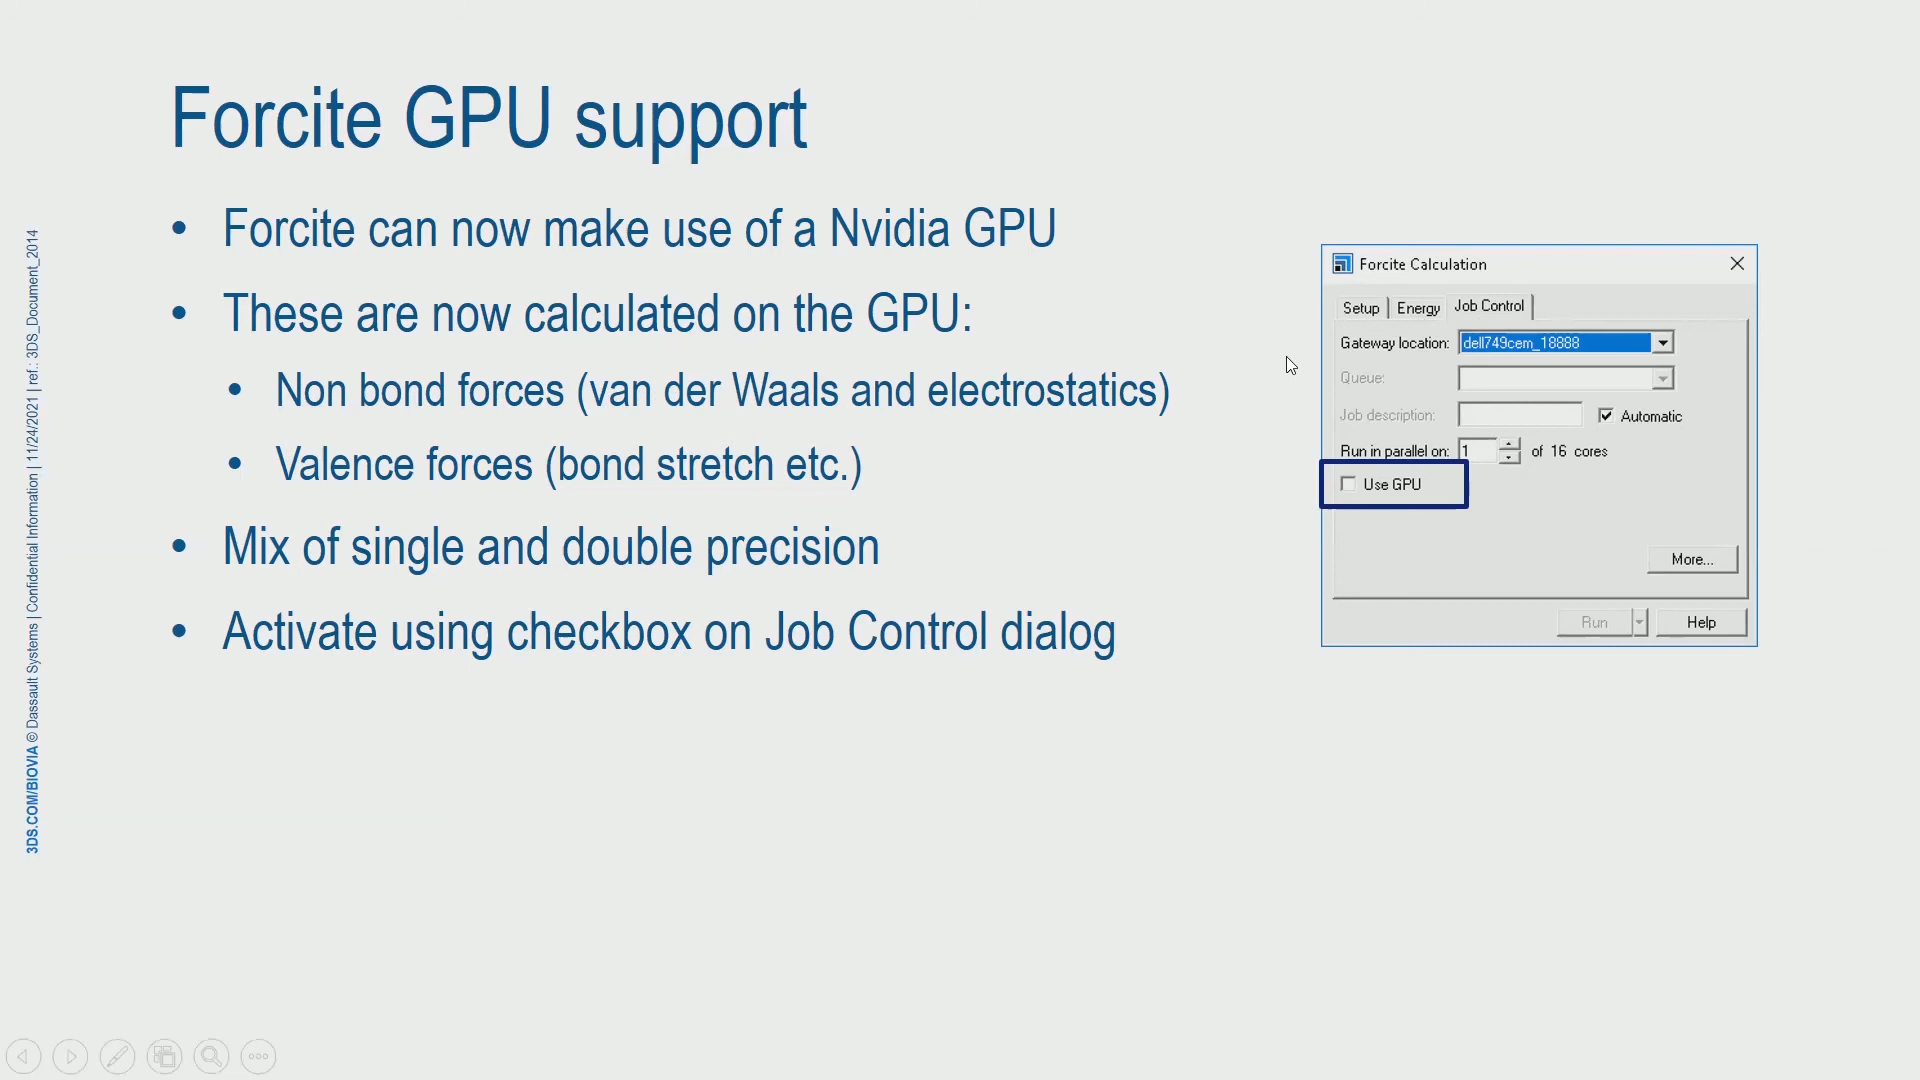 Forcite GPU support
• Forcite can now make use of a Nvidia GPU
• These are now calculated on the GPU:
• Non bond forces (van der Waals and electrostatics)
• Valence forces (bond stretch etc.)
• Mix of single and double precision
• Activate using checkbox on Job Control dialog
Forcite Calculation
Setup Energy Job Control
Gateway location: dell749cem_18888
Queue:
Job description: Automatic
Run in parallel on: 1 of 16 cores
Use GPU
More...
Run Help
3DS.COM/BIOVIA © Dassault Systems | Confidential Information | 11/24/2021 | ref.: 3DS_Document_2014